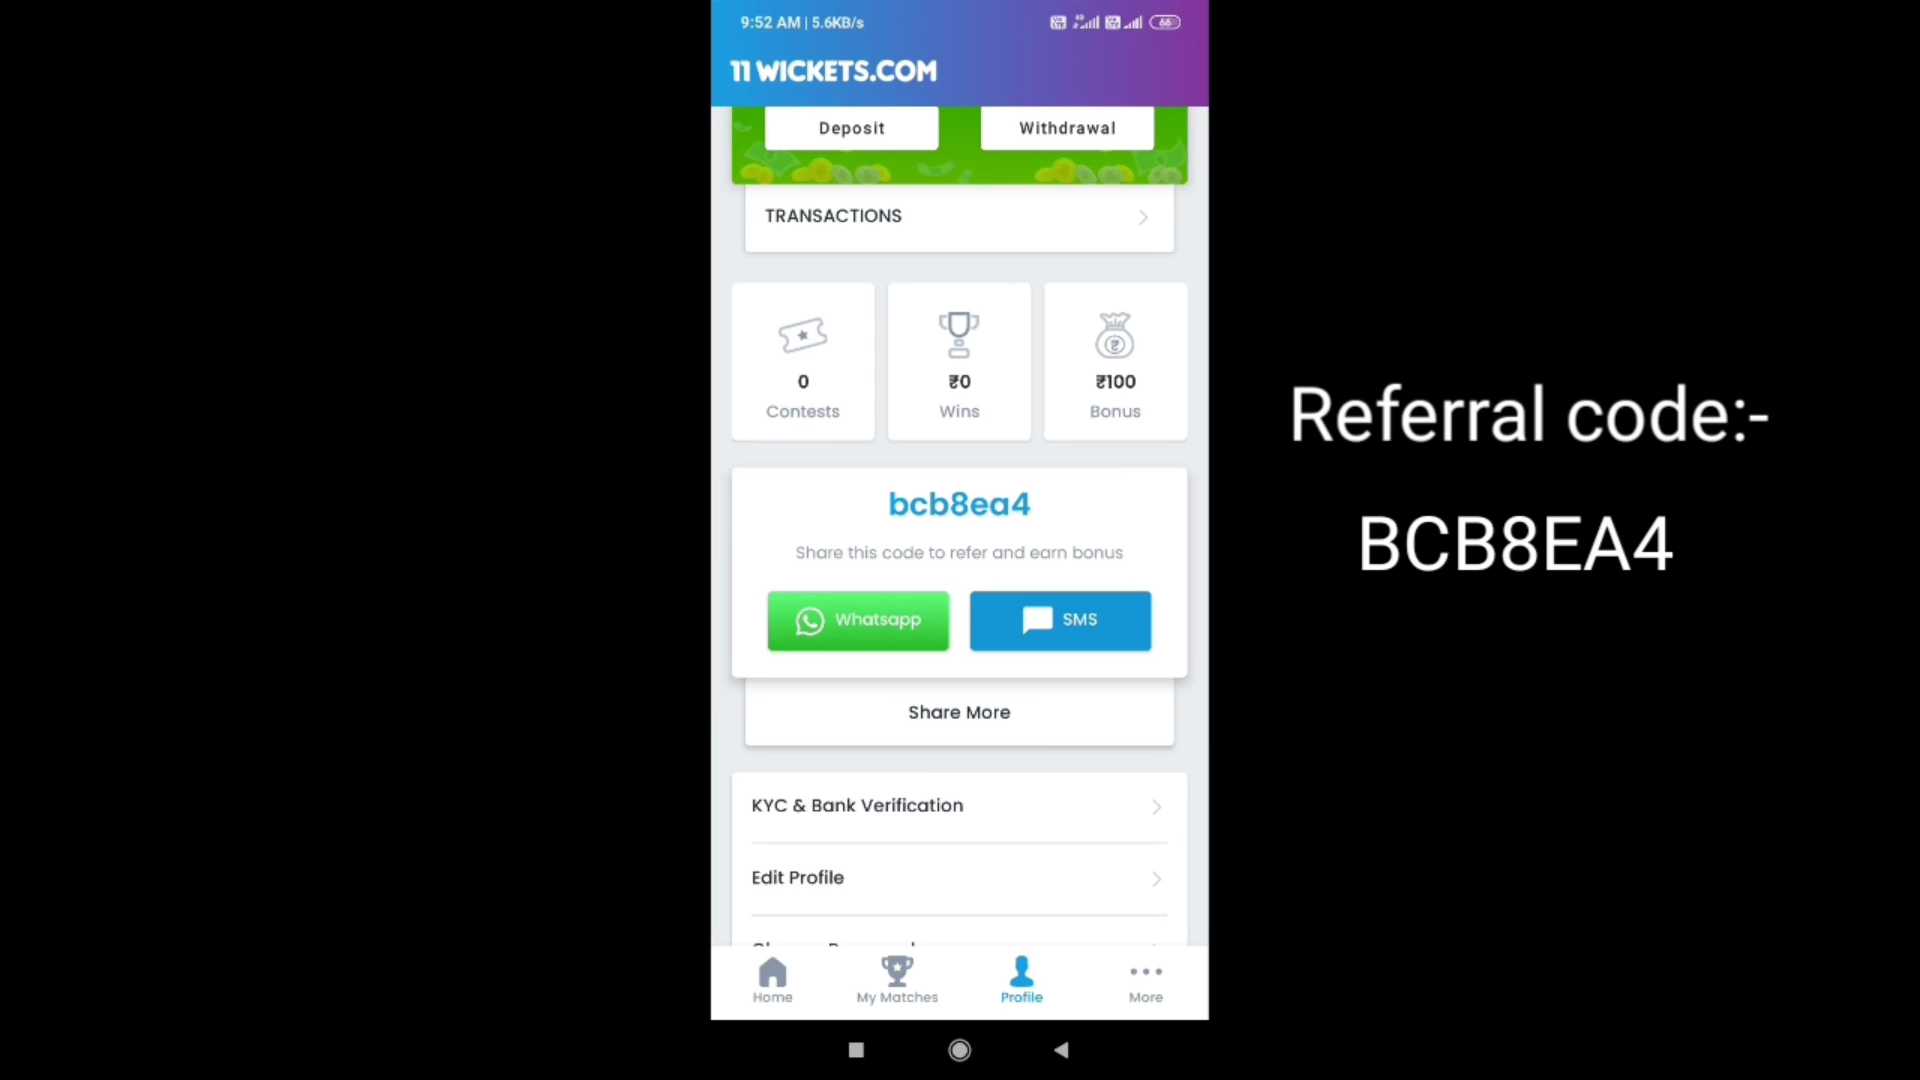 9:52 AM | 5.6KB/s
66
11 WICKETS.COM
Deposit
Withdrawal
TRANSACTIONS
0
Contests
₹0
Wins
₹100
Bonus
bcb8ea4
Share this code to refer and earn bonus
Whatsapp
SMS
Share More
KYC & Bank Verification
Edit Profile
Home
My Matches
Profile
More
Referral code:-
BCB8EA4